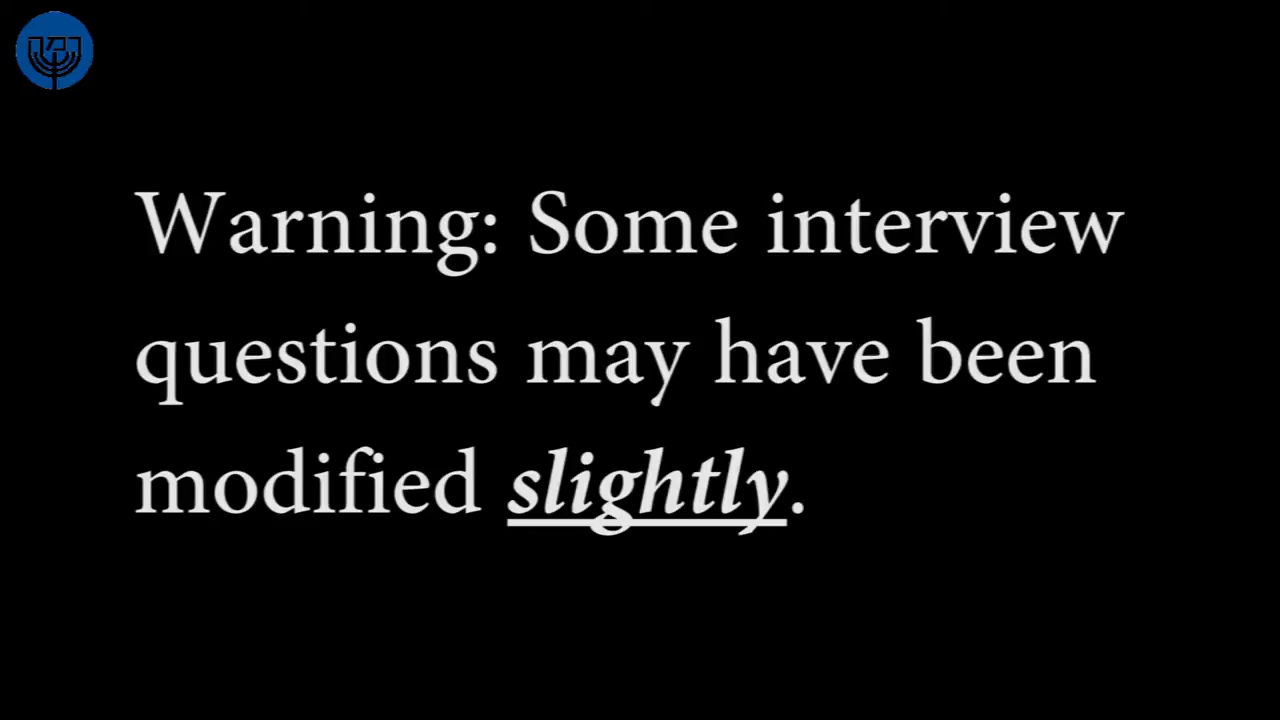 Warning: Some interview
questions may have been
modified slightly.